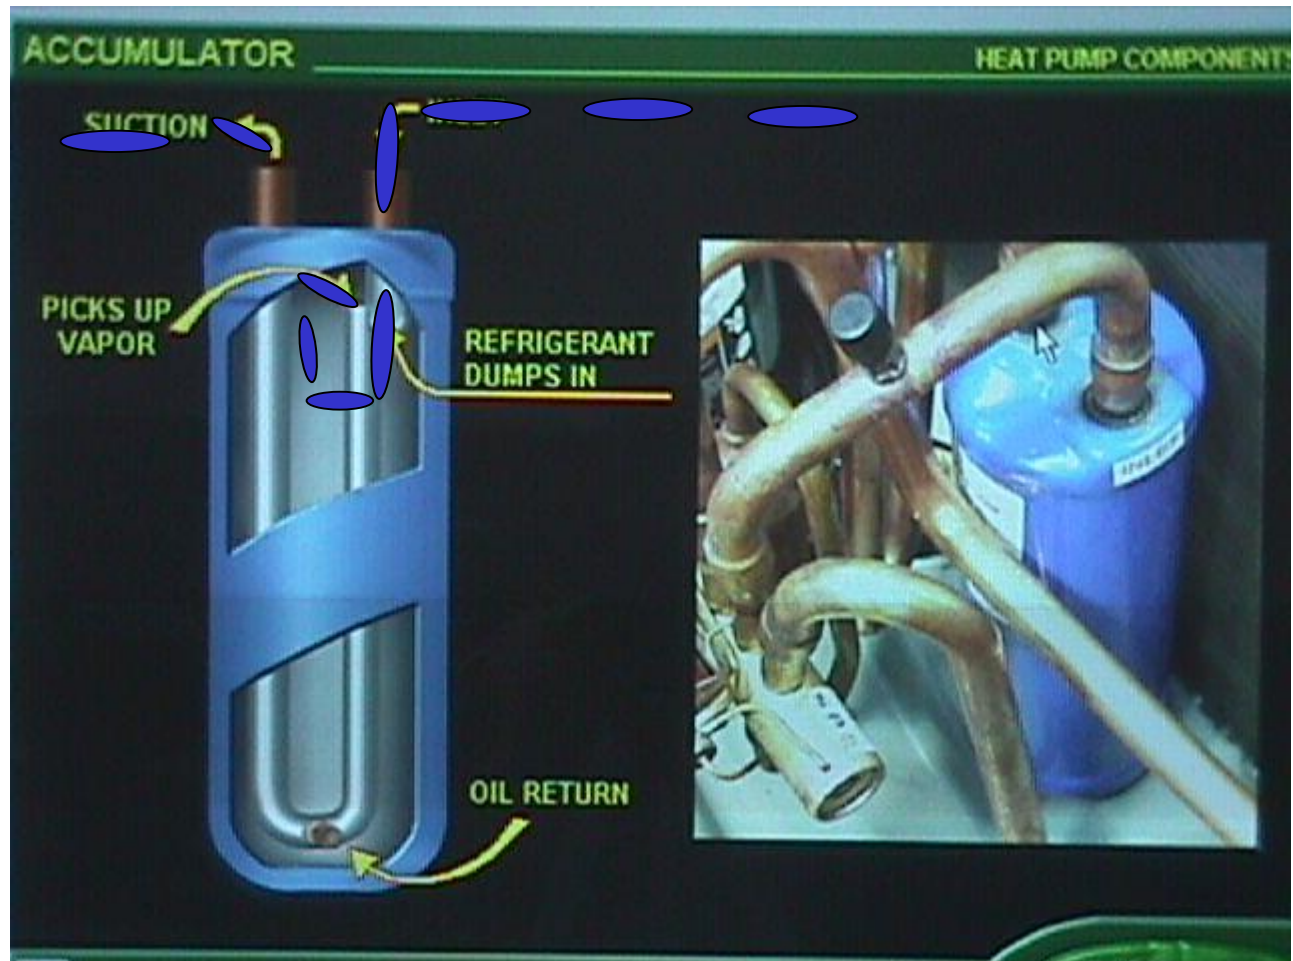 ACCUMULATOR
HEAT PUMP COMPONENTS
SUCTION
PICKS UP
VAPOR
REFRIGERANT
DUMPS IN
OIL RETURN